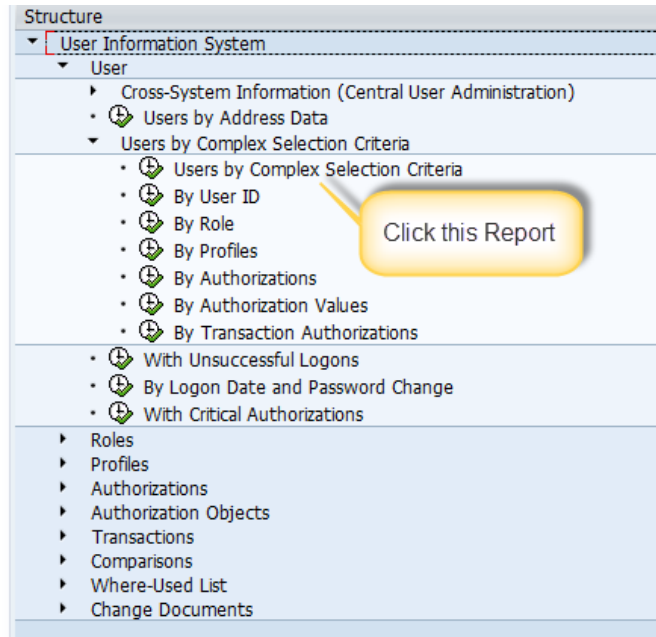 Structure
User Information System
User
Cross-System Information (Central User Administration)
Users by Address Data
Users by Complex Selection Criteria
Users by Complex Selection Criteria
By User ID
By Role
Click this Report
By Profiles
By Authorizations
By Authorization Values
By Transaction Authorizations
With Unsuccessful Logons
By Logon Date and Password Change
With Critical Authorizations
Roles
Profiles
Authorizations
Authorization Objects
Transactions
Comparisons
Where-Used List
Change Documents